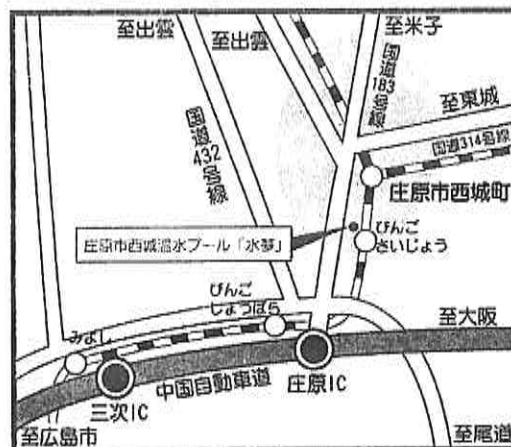 至出雲
至出雲
至米子
国道183号線
至東城
国道432号線
国道314号線
庄原市西城町
庄原市西城温水プール「水夢」
びんご
さいじょう
びんご
しょうばら
みよし
至大阪
中国自動車道
庄原IC
三次IC
至広島市
至尾道